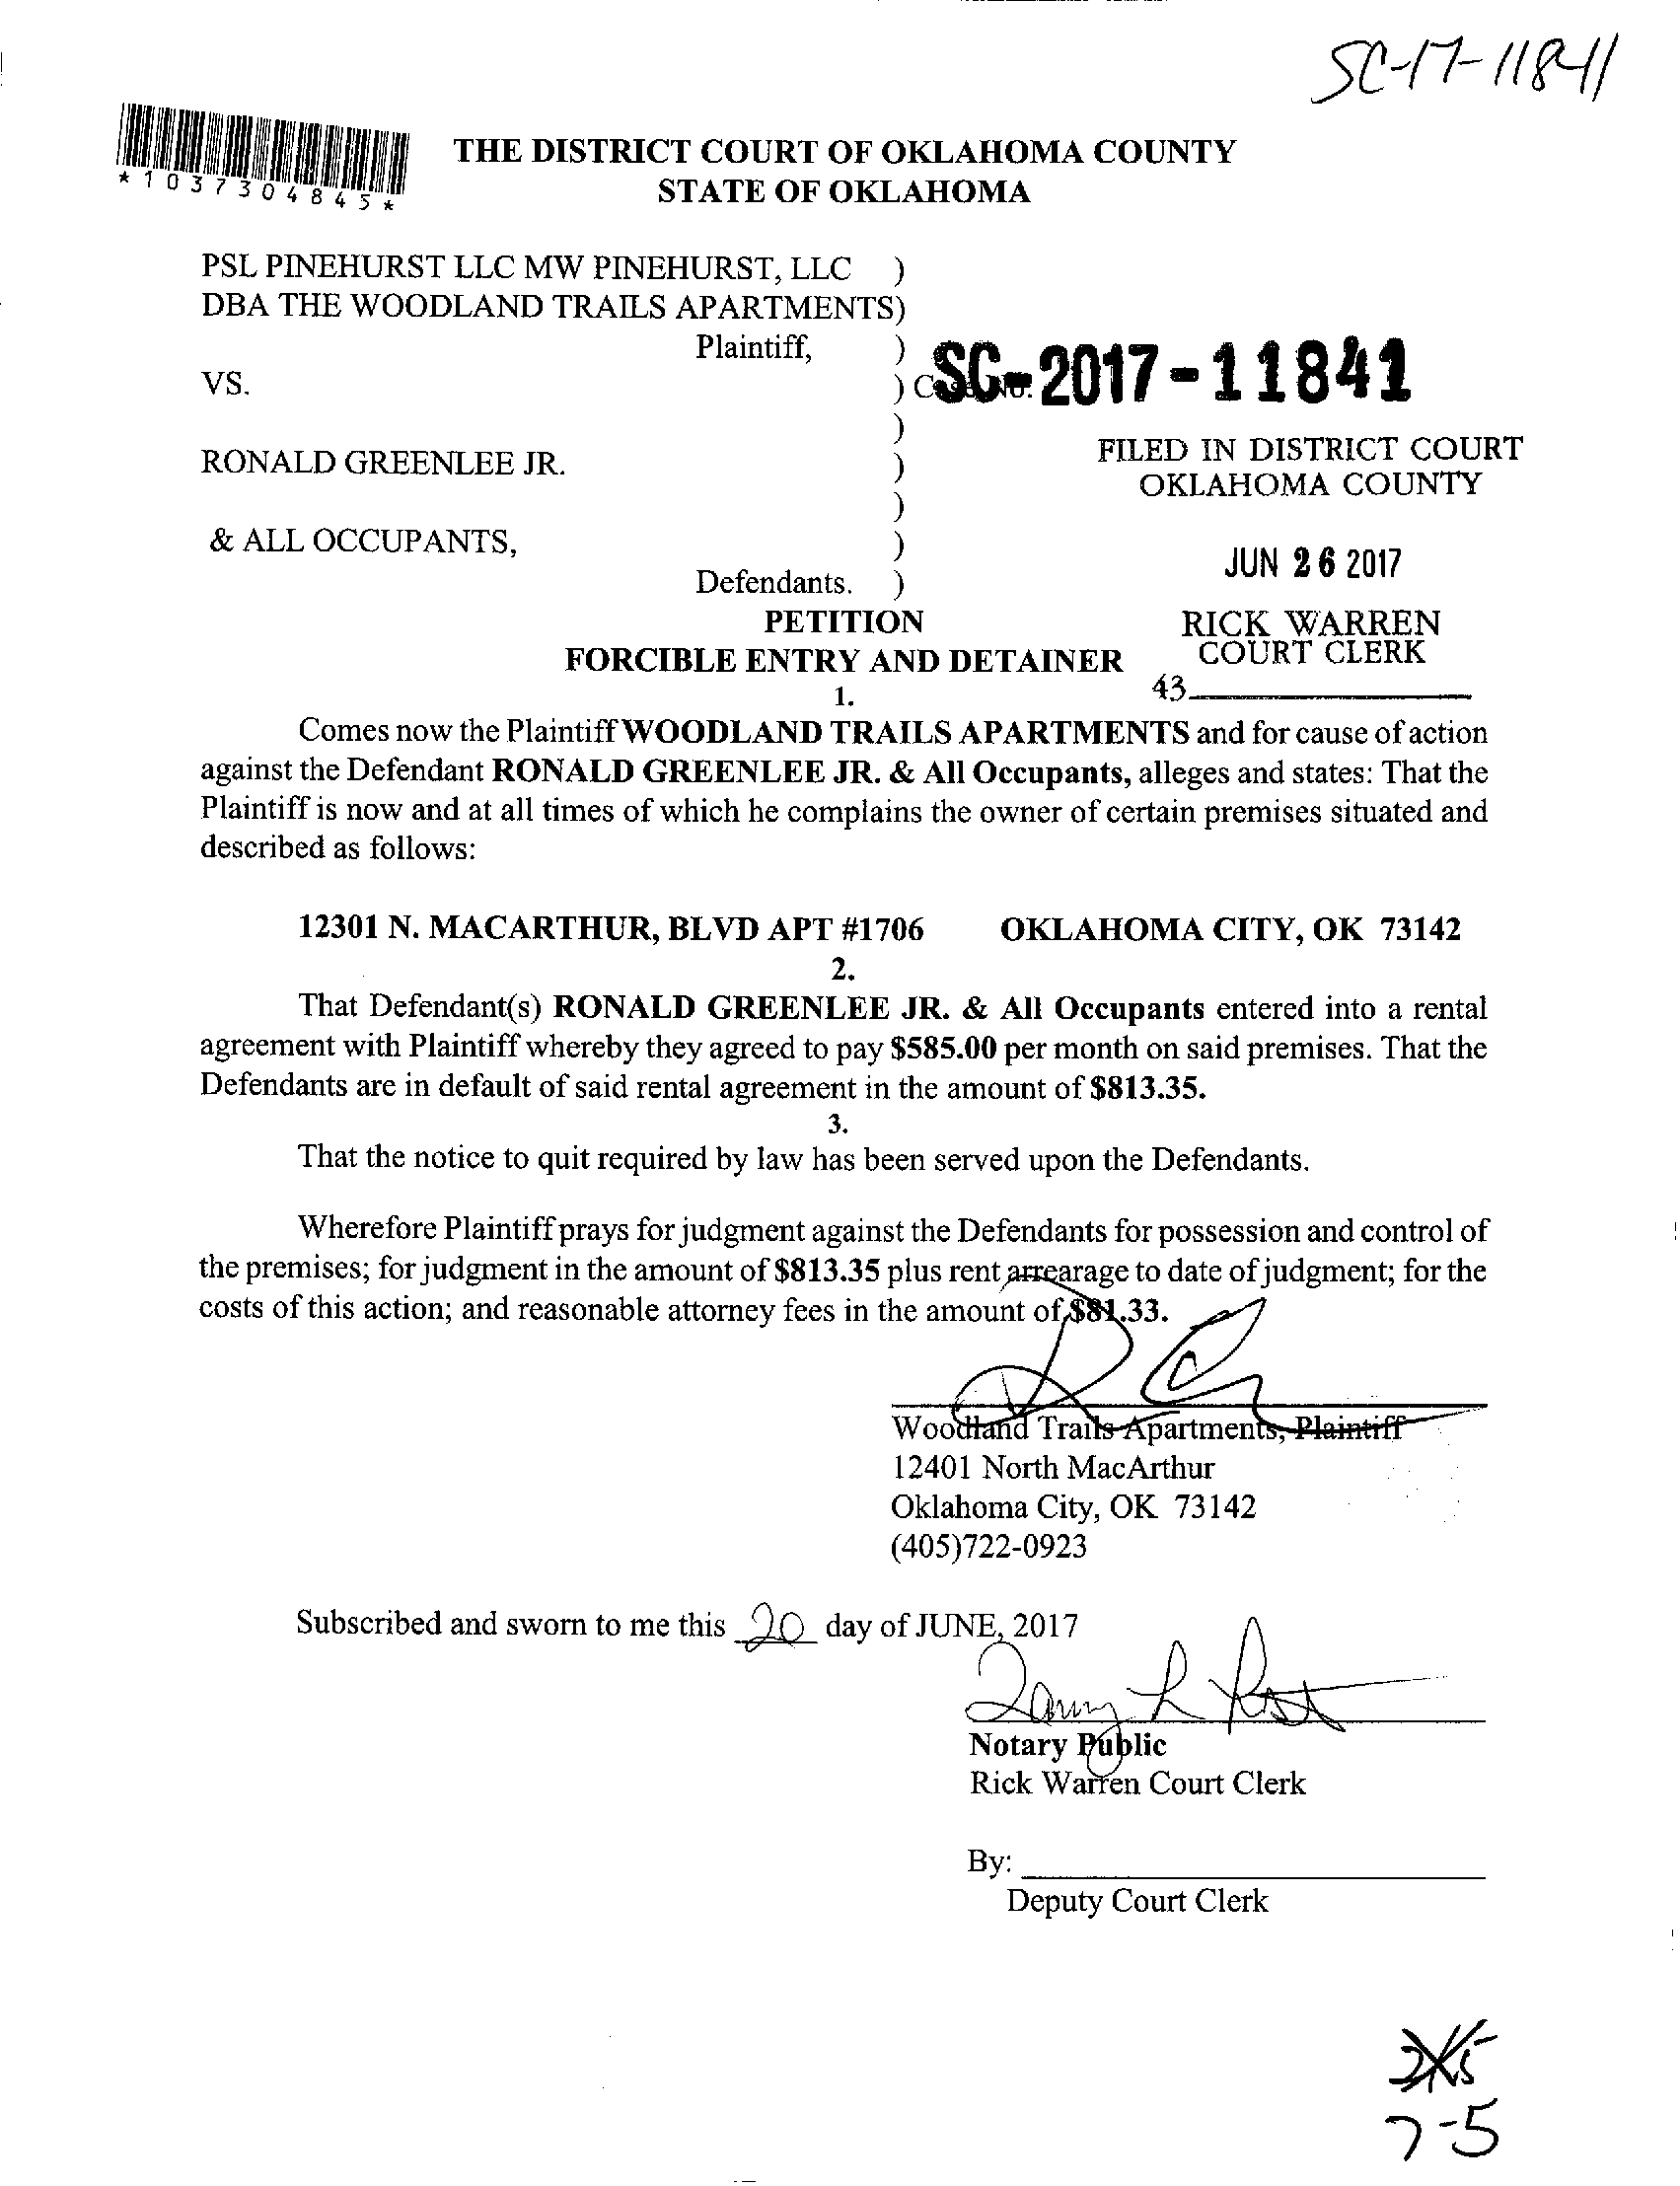 SC-17-11841
*1037304845*
THE DISTRICT COURT OF OKLAHOMA COUNTY
STATE OF OKLAHOMA
PSL PINEHURST LLC MW PINEHURST, LLC )
DBA THE WOODLAND TRAILS APARTMENTS)
Plaintiff, )
VS. ) Case No. SC-2017-11841
)
RONALD GREENLEE JR. )
)
& ALL OCCUPANTS, )
Defendants. )
FILED IN DISTRICT COURT
OKLAHOMA COUNTY
JUN 26 2017
RICK WARREN
COURT CLERK
43
PETITION
FORCIBLE ENTRY AND DETAINER
1.
Comes now the Plaintiff WOODLAND TRAILS APARTMENTS and for cause of action
against the Defendant RONALD GREENLEE JR. & All Occupants, alleges and states: That the
Plaintiff is now and at all times of which he complains the owner of certain premises situated and
described as follows:
12301 N. MACARTHUR, BLVD APT #1706 OKLAHOMA CITY, OK 73142
2.
That Defendant(s) RONALD GREENLEE JR. & All Occupants entered into a rental
agreement with Plaintiff whereby they agreed to pay $585.00 per month on said premises. That the
Defendants are in default of said rental agreement in the amount of $813.35.
3.
That the notice to quit required by law has been served upon the Defendants.
Wherefore Plaintiff prays for judgment against the Defendants for possession and control of
the premises; for judgment in the amount of $813.35 plus rent arrearage to date of judgment; for the
costs of this action; and reasonable attorney fees in the amount of $81.33.
Woodland Trails Apartments, Plaintiff
12401 North MacArthur
Oklahoma City, OK 73142
(405)722-0923
Subscribed and sworn to me this 20 day of JUNE, 2017
Notary Public
Rick Warren Court Clerk
By:
Deputy Court Clerk
7-5